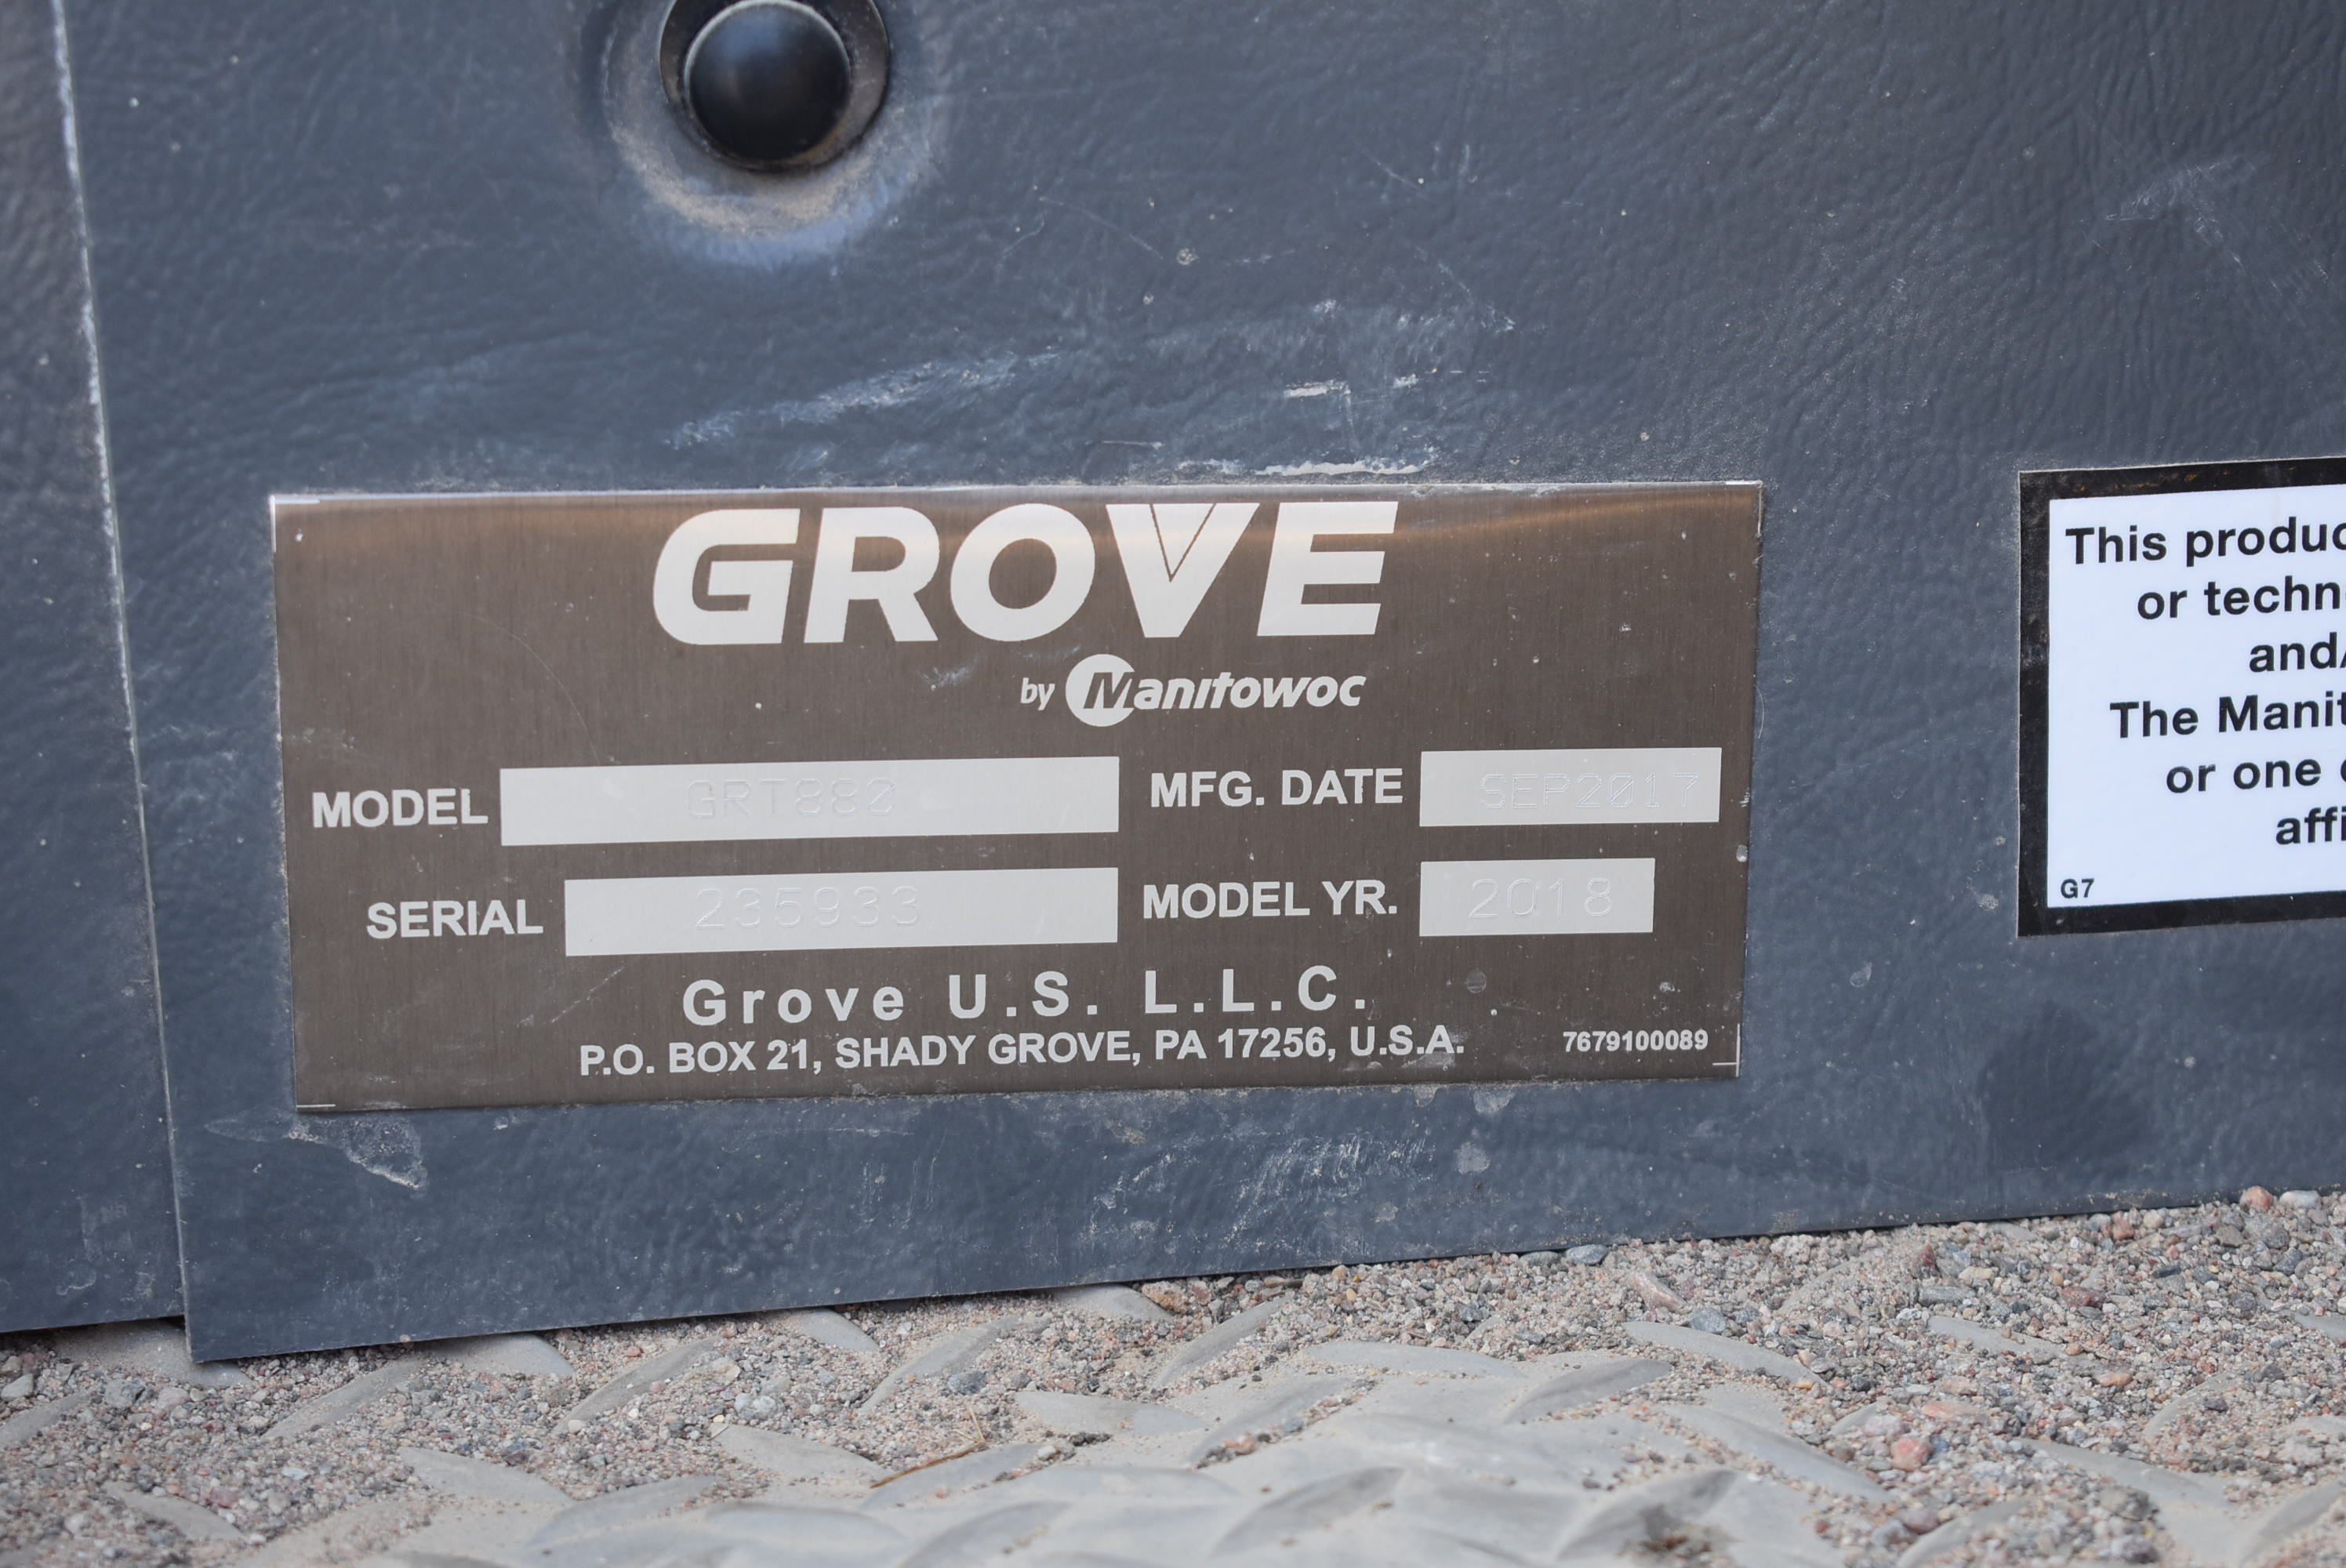 GROVE
by Manitowoc
MODEL GRT880 MFG. DATE SEP2017
SERIAL 235933 MODEL YR. 2018
Grove U.S. L.L.C.
P.O. BOX 21, SHADY GROVE, PA 17256, U.S.A. 7679100089
This produc
or techn
and/
The Manit
or one
affi
G7